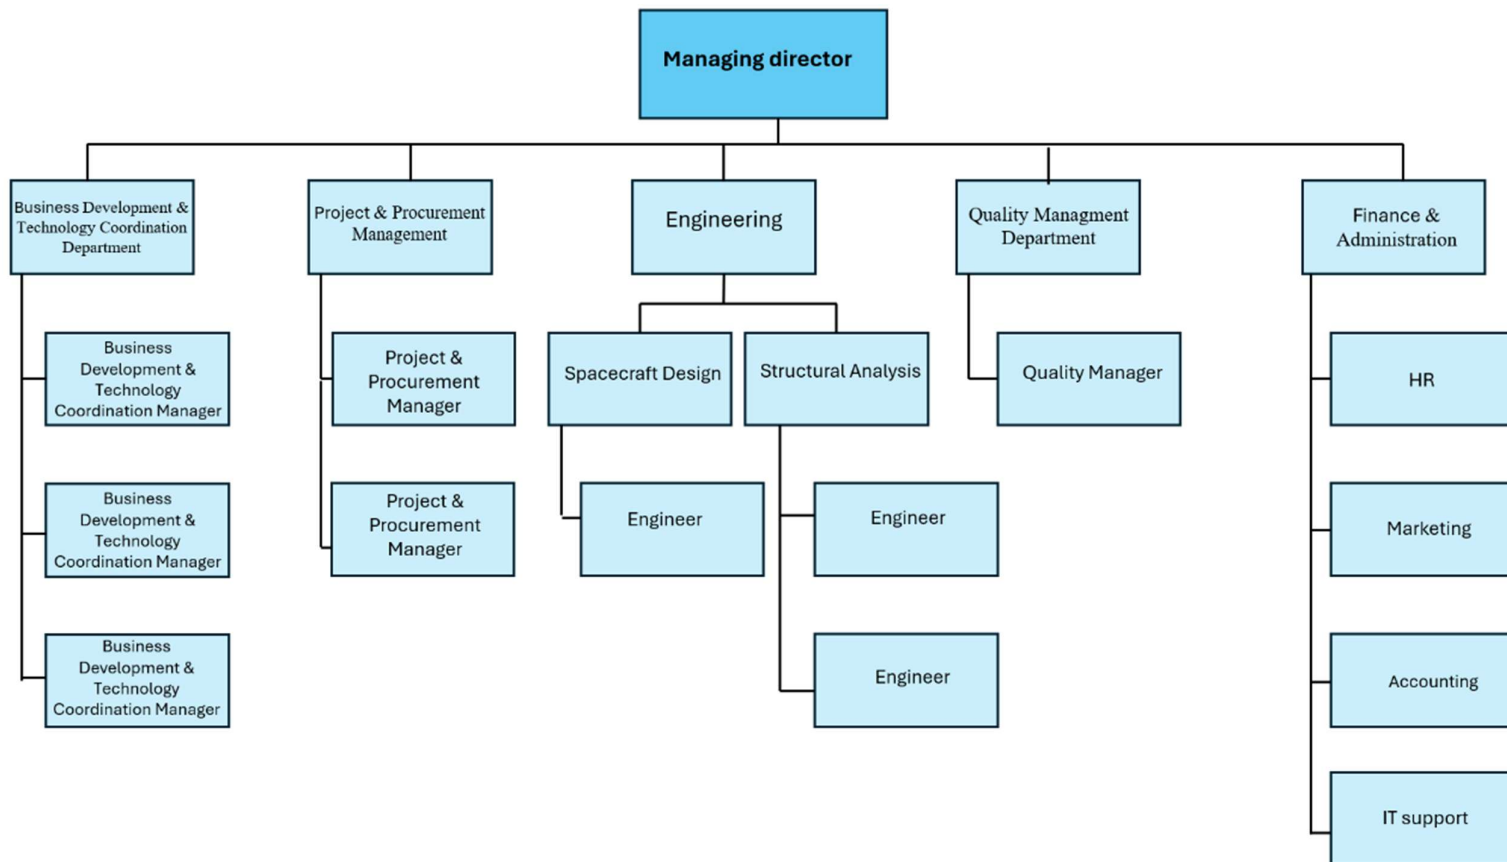 Managing director
Business Development &
Technology Coordination
Department
Project & Procurement
Management
Engineering
Quality Managment
Department
Finance &
Administration
Business
Development &
Technology
Coordination Manager
Project &
Procurement
Manager
Spacecraft Design
Structural Analysis
Quality Manager
HR
Business
Development &
Technology
Coordination Manager
Project &
Procurement
Manager
Engineer
Engineer
Marketing
Business
Development &
Technology
Coordination Manager
Engineer
Accounting
IT support